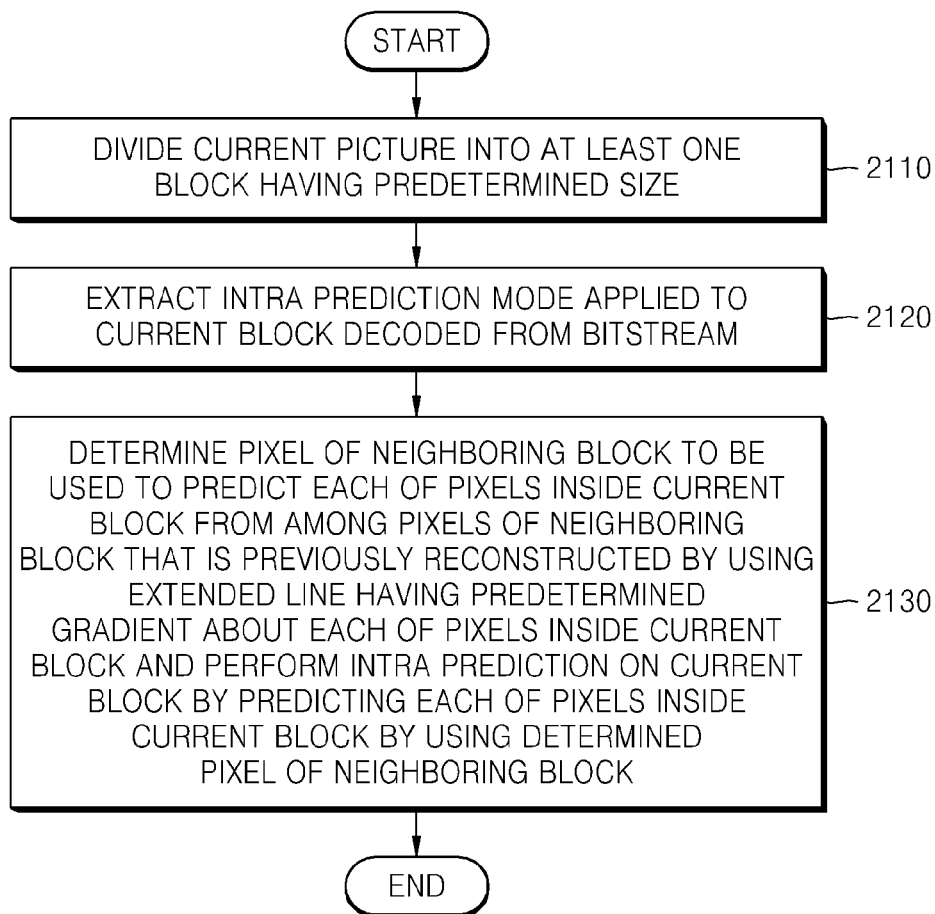 START
DIVIDE CURRENT PICTURE INTO AT LEAST ONE
BLOCK HAVING PREDETERMINED SIZE
2110
EXTRACT INTRA PREDICTION MODE APPLIED TO
CURRENT BLOCK DECODED FROM BITSTREAM
2120
DETERMINE PIXEL OF NEIGHBORING BLOCK TO BE
USED TO PREDICT EACH OF PIXELS INSIDE CURRENT
BLOCK FROM AMONG PIXELS OF NEIGHBORING
BLOCK THAT IS PREVIOUSLY RECONSTRUCTED BY USING
EXTENDED LINE HAVING PREDETERMINED
GRADIENT ABOUT EACH OF PIXELS INSIDE CURRENT
BLOCK AND PERFORM INTRA PREDICTION ON CURRENT
BLOCK BY PREDICTING EACH OF PIXELS INSIDE
CURRENT BLOCK BY USING DETERMINED
PIXEL OF NEIGHBORING BLOCK
2130
END